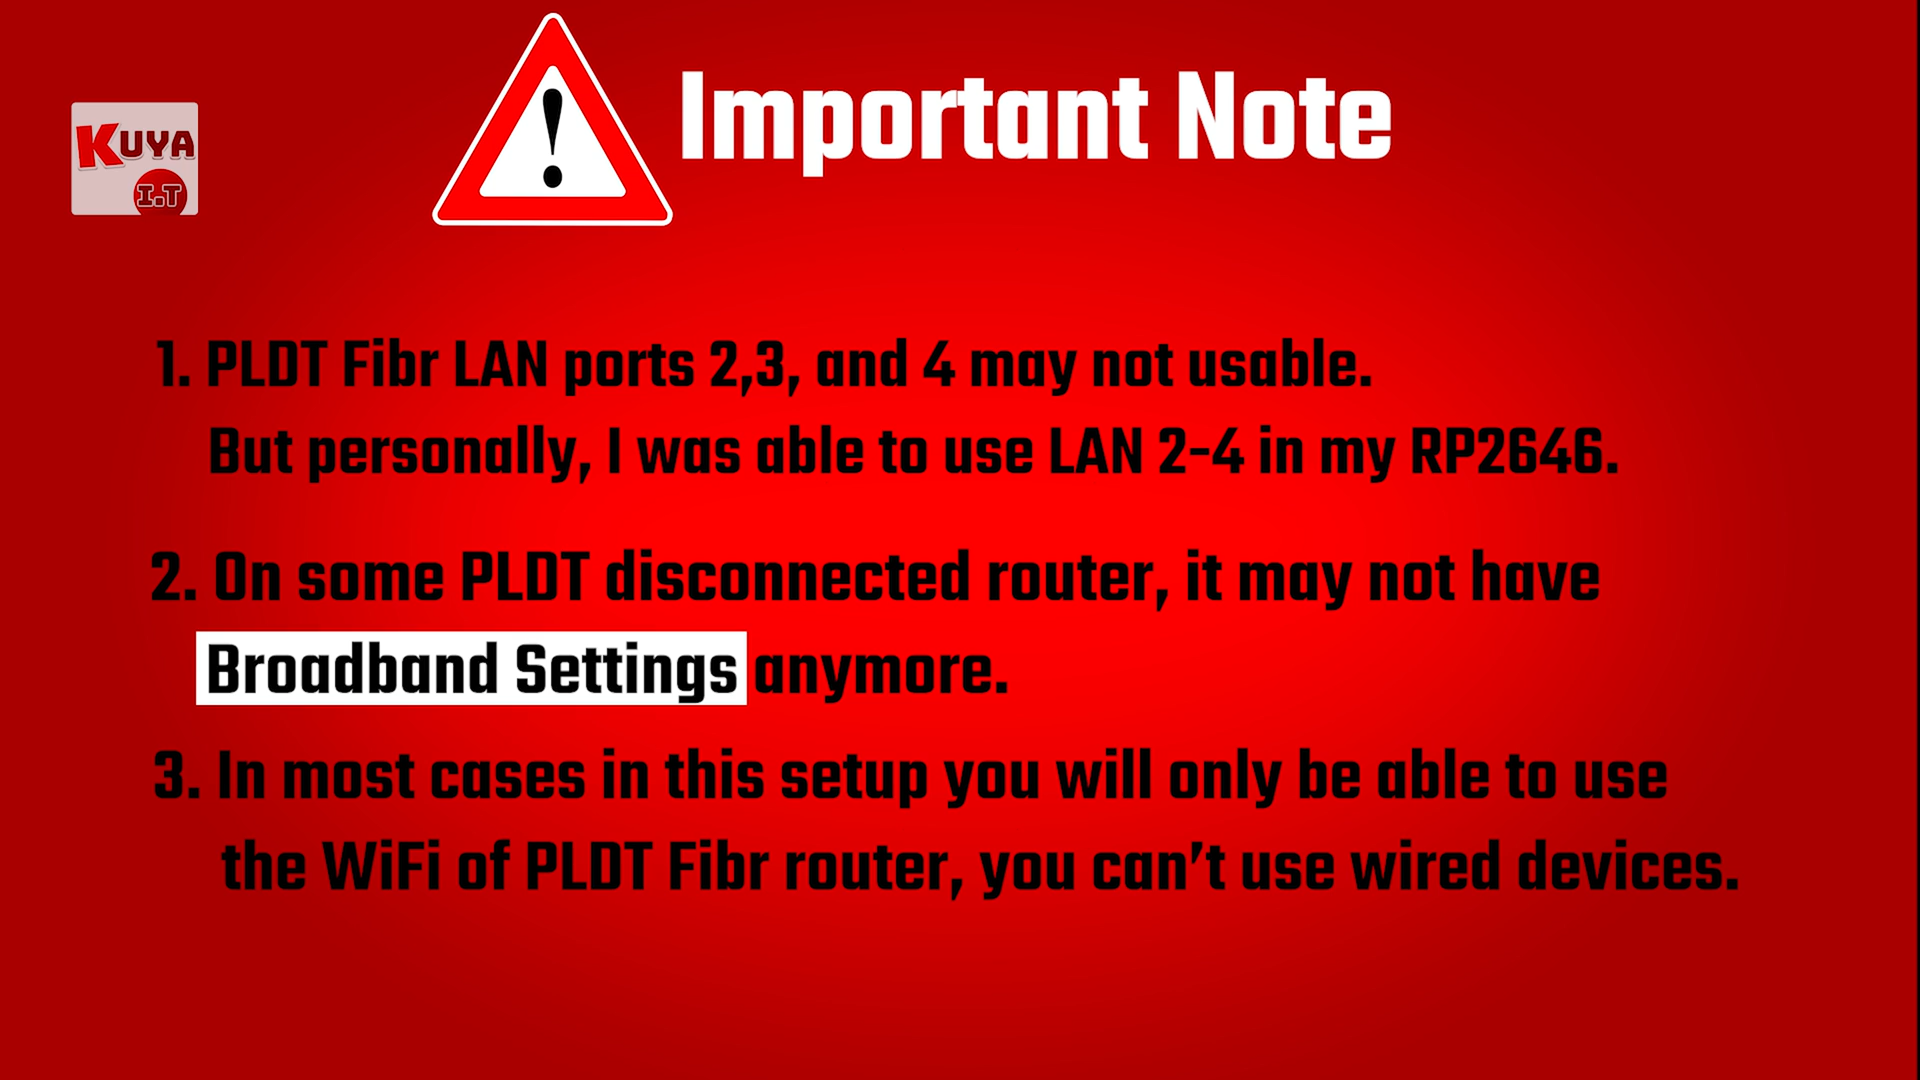 KUYA
I.T
!
Important Note
1. PLDT Fibr LAN ports 2,3, and 4 may not usable.
But personally, I was able to use LAN 2-4 in my RP2646.
2. On some PLDT disconnected router, it may not have
Broadband Settings anymore.
3. In most cases in this setup you will only be able to use
the WiFi of PLDT Fibr router, you can't use wired devices.